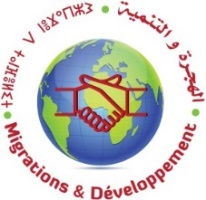 الهجرة و التنمية
Migrations & Développement